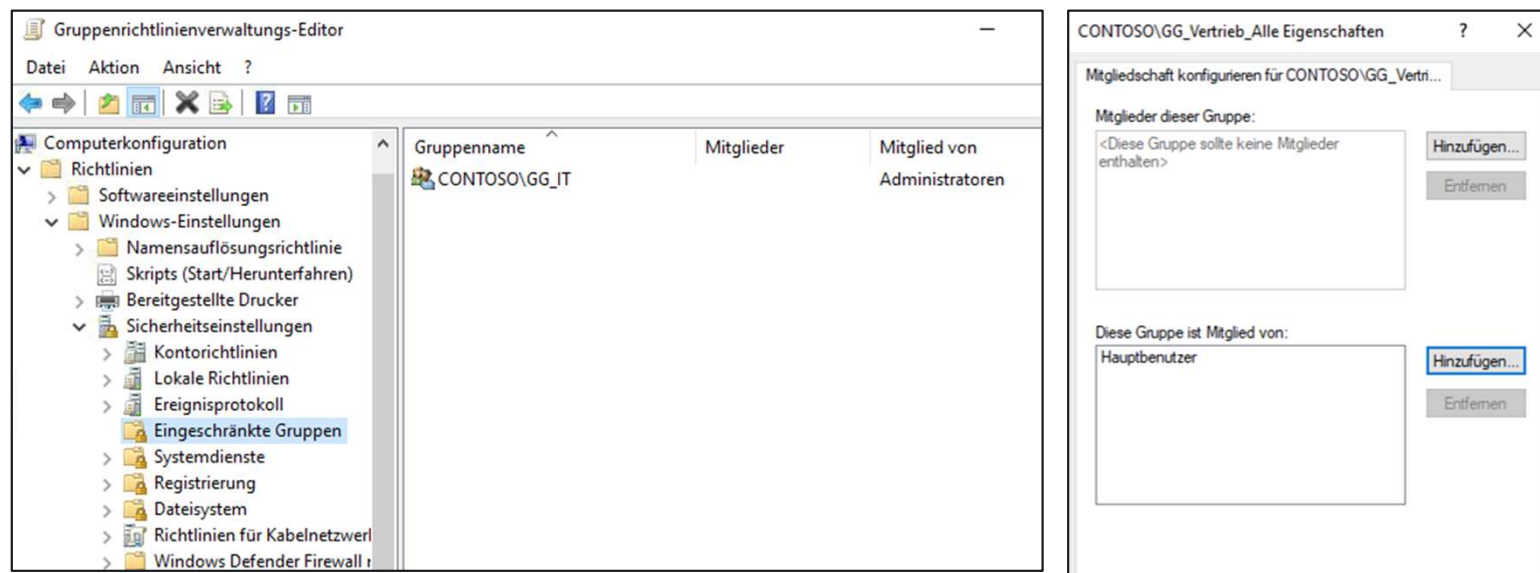 Gruppenrichtlinienverwaltungs-Editor
Datei Aktion Ansicht ?
Computerkonfiguration
Richtlinien
Softwareeinstellungen
Windows-Einstellungen
Namensauflösungsrichtlinie
Skripts (Start/Herunterfahren)
Bereitgestellte Drucker
Sicherheitseinstellungen
Kontorichtlinien
Lokale Richtlinien
Ereignisprotokoll
Eingeschränkte Gruppen
Systemdienste
Registrierung
Dateisystem
Richtlinien für Kabelnetzwerl
Windows Defender Firewall r
Gruppenname Mitglieder Mitglied von
CONTOSO\GG_IT Administratoren
CONTOSO\GG_Vertrieb_Alle Eigenschaften ?
Mitgliedschaft konfigurieren für CONTOSO\GG_Vertri...
Mitglieder dieser Gruppe:
<Diese Gruppe sollte keine Mitglieder
enthalten>
Hinzufügen...
Entfernen
Diese Gruppe ist Mitglied von:
Hauptbenutzer
Hinzufügen...
Entfernen